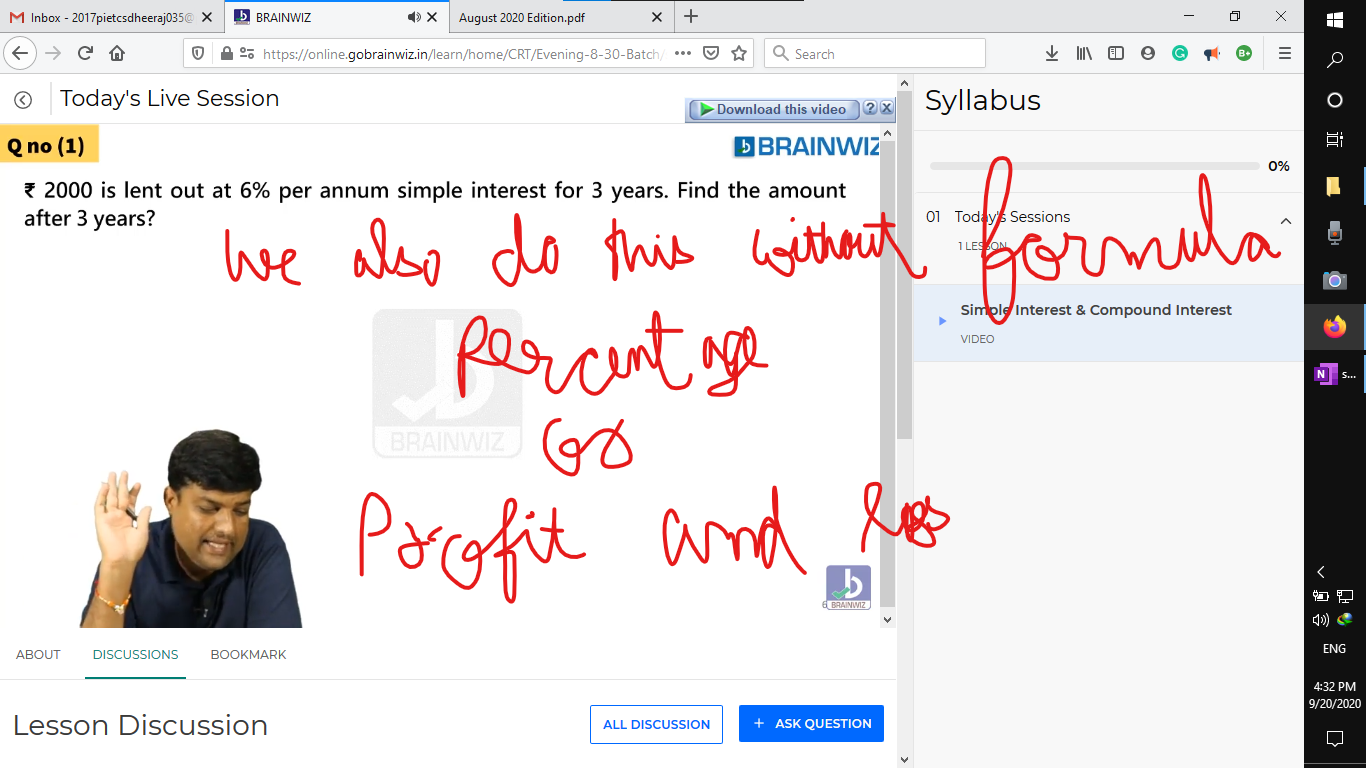 Inbox - 2017pietcsdheeraj035@
BRAINWIZ
August 2020 Edition.pdf
https://online.gobrainwiz.in/learn/home/CRT/Evening-8-30-Batch/
Search
Today's Live Session
Download this video
Syllabus
Q no (1)
BRAINWIZ
0%
₹ 2000 is lent out at 6% per annum simple interest for 3 years. Find the amount
after 3 years?
01 Today's Sessions
1 LESSON
We also do this without formula
Simple Interest & Compound Interest
VIDEO
Percentage
BRAINWIZ
Or
Profit and loss
6
BRAINWIZ
ABOUT
DISCUSSIONS
BOOKMARK
Lesson Discussion
ALL DISCUSSION
+ ASK QUESTION
N s...
ENG
4:32 PM
9/20/2020